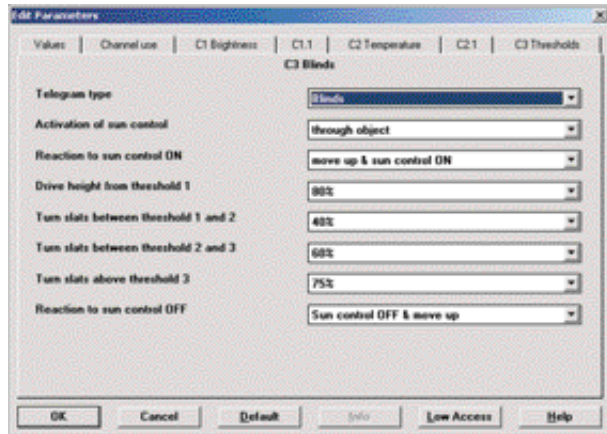 Edit Parameters
Values Channel use C1 Brightness C1.1 C2 Temperature C2.1 C3 Thresholds
C3 Blinds
Telegram type Blinds
Activation of sun control through object
Reaction to sun control ON move up & sun control ON
Drive height from threshold 1 80%
Turn slats between threshold 1 and 2 40%
Turn slats between threshold 2 and 3 60%
Turn slats above threshold 3 75%
Reaction to sun control OFF Sun control OFF & move up
OK Cancel Default Info Low Access Help